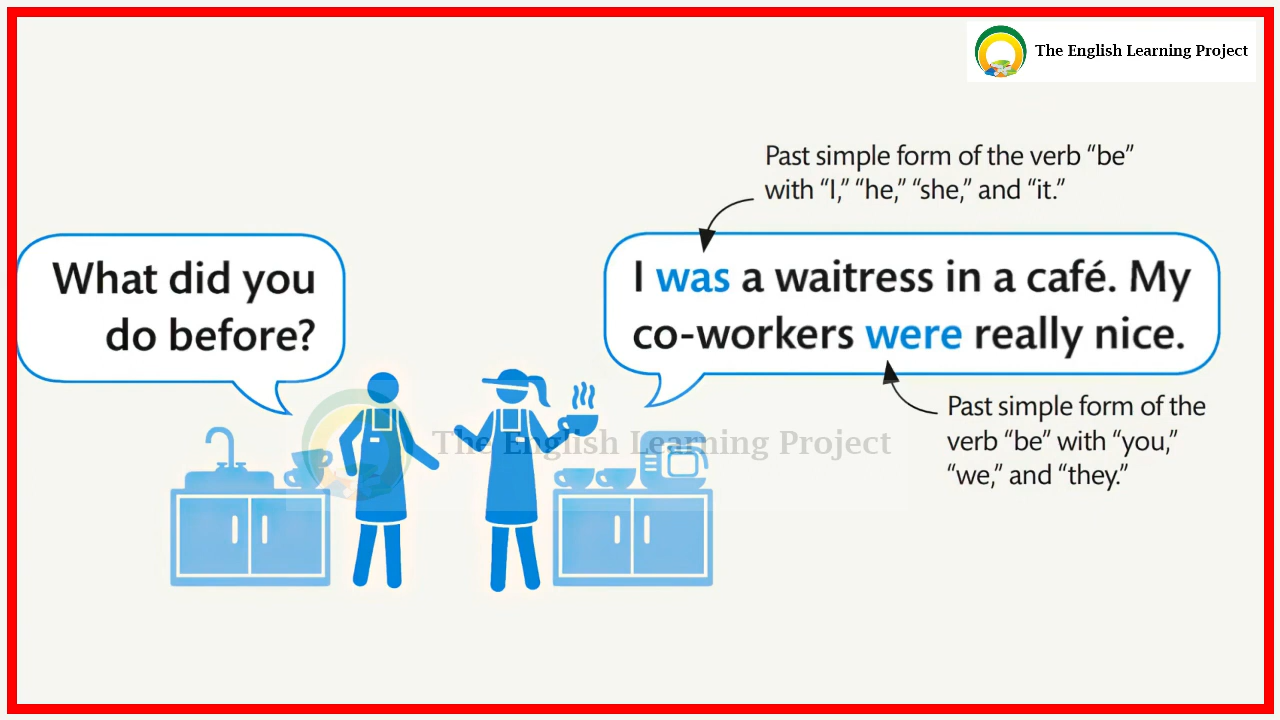 The English Learning Project
Past simple form of the verb “be”
with “I,” “he,” “she,” and “it.”
What did you
do before?
I was a waitress in a café. My
co-workers were really nice.
Past simple form of the
verb “be” with “you,”
“we,” and “they.”
The English Learning Project